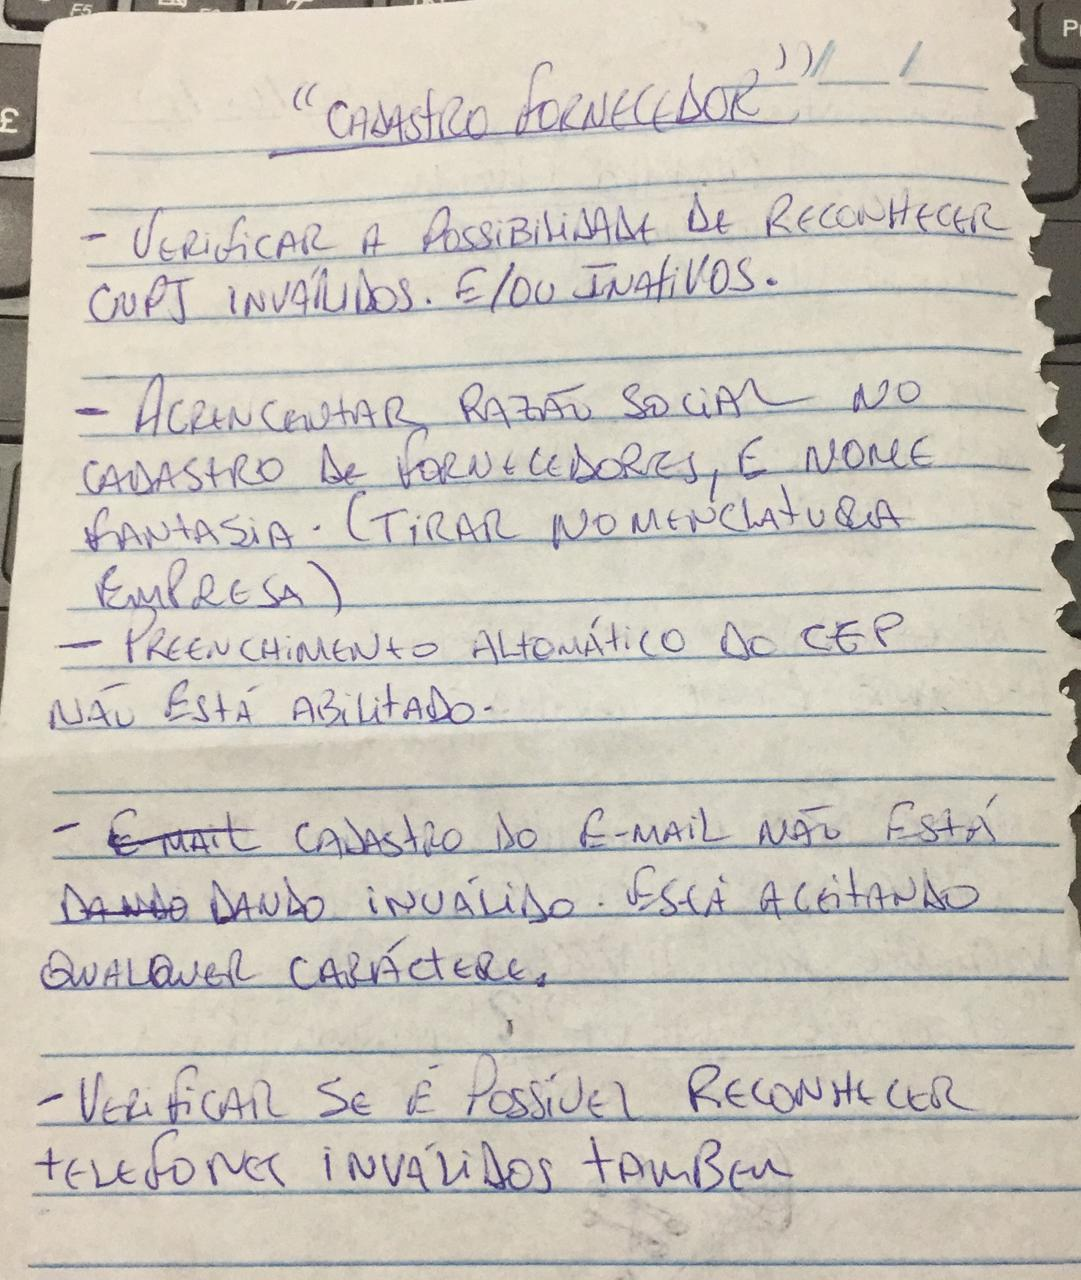 "CADASTRO FORNECEDOR"
- VERIFICAR A POSSIBILIDADE DE RECONHECER
CNPJ INVÁLIDOS. E/OU INATIVOS.
- ACRENCENTAR RAZÃO SOCIAL NO
CADASTRO DE FORNECEDORES, E NOME
FANTASIA. (TIRAR NOMENCLATURA
EMPRESA)
- PREENCHIMENTO ALTOMÁTICO DO CEP
NÃO ESTÁ ABILITADO.
- E-MAIL CADASTRO DO E-MAIL NÃO ESTÁ
DANDO DANDO INVÁLIDO. ESTÁ ACEITANDO
QUALQUER CARÁCTERE.
- VERIFICAR SE É POSSÍVEL RECONHECER
TELEFONES INVÁLIDOS TAMBEM